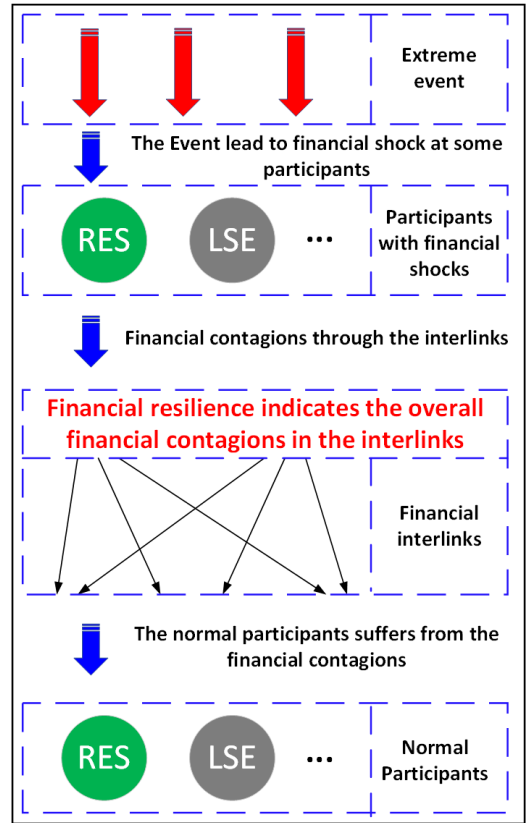 Extreme
event
The Event lead to financial shock at some
participants
RES
LSE
...
Participants
with financial
shocks
Financial contagions through the interlinks
Financial resilience indicates the overall
financial contagions in the interlinks
Financial
interlinks
The normal participants suffers from the
financial contagions
RES
LSE
...
Normal
Participants